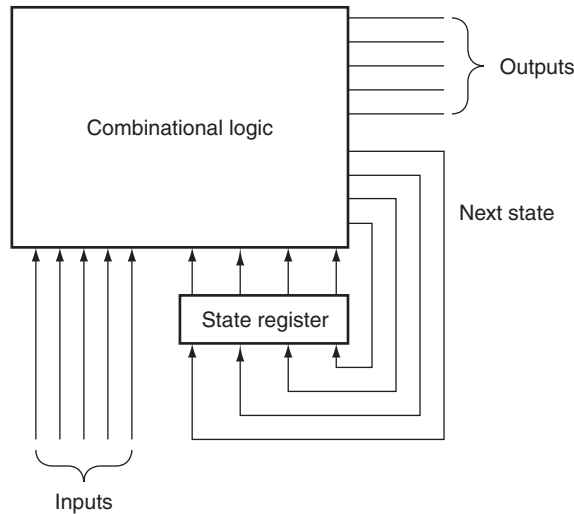 Outputs
Combinational logic
Next state
State register
Inputs